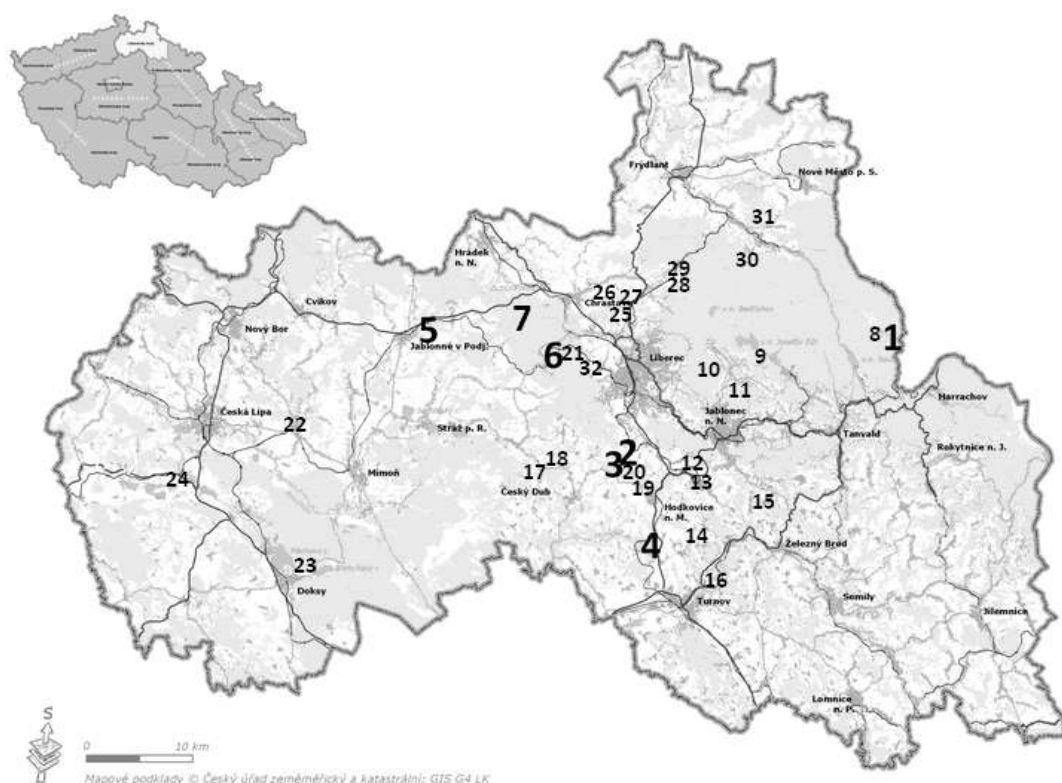 Frýdlant
Nové Město p. S.
31
30
Hrádek
n. N.
29
28
26
27
Chrastava
25
Cvikov
7
5
Nový Bor
Jablonné v Podj.
6
21
32
Liberec
8
1
9
10
11
Harrachov
Jablonec
n. N.
Česká Lípa
22
Stráž p. R.
Tanvald
Rokytnice n. J.
2
3
12
18
17
20
13
Mimoň
24
Český Dub
19
15
Hodkovice
n. M.
14
4
Železný Brod
23
16
Doksy
Turnov
Semily
Jilemnice
Lomnice
n. P.
S
0
10 km
Mapové podklady © Český úřad zeměměřický a katastrální; GIS G4 LK